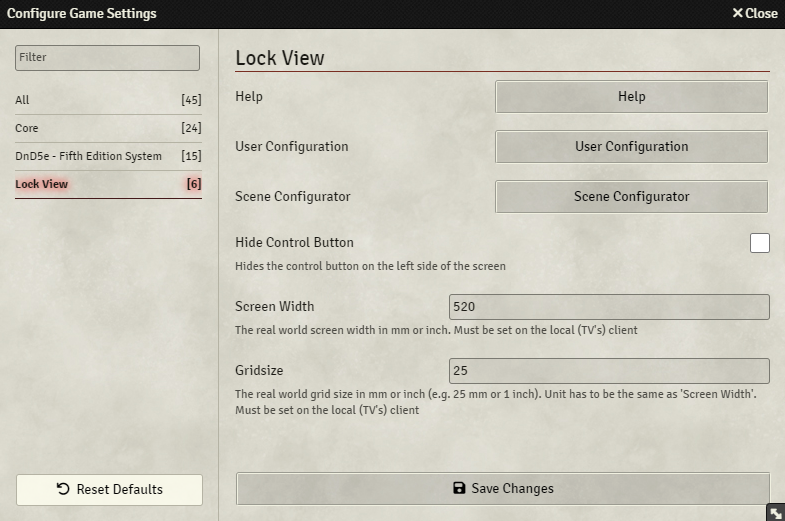 Configure Game Settings
Close
Filter
All [45]
Core [24]
DnD5e - Fifth Edition System [15]
Lock View [6]
Reset Defaults
Lock View
Help Help
User Configuration User Configuration
Scene Configurator Scene Configurator
Hide Control Button
Hides the control button on the left side of the screen
Screen Width 520
The real world screen width in mm or inch. Must be set on the local (TV's) client
Gridsize 25
The real world grid size in mm or inch (e.g. 25 mm or 1 inch). Unit has to be the same as 'Screen Width'.
Must be set on the local (TV's) client
Save Changes